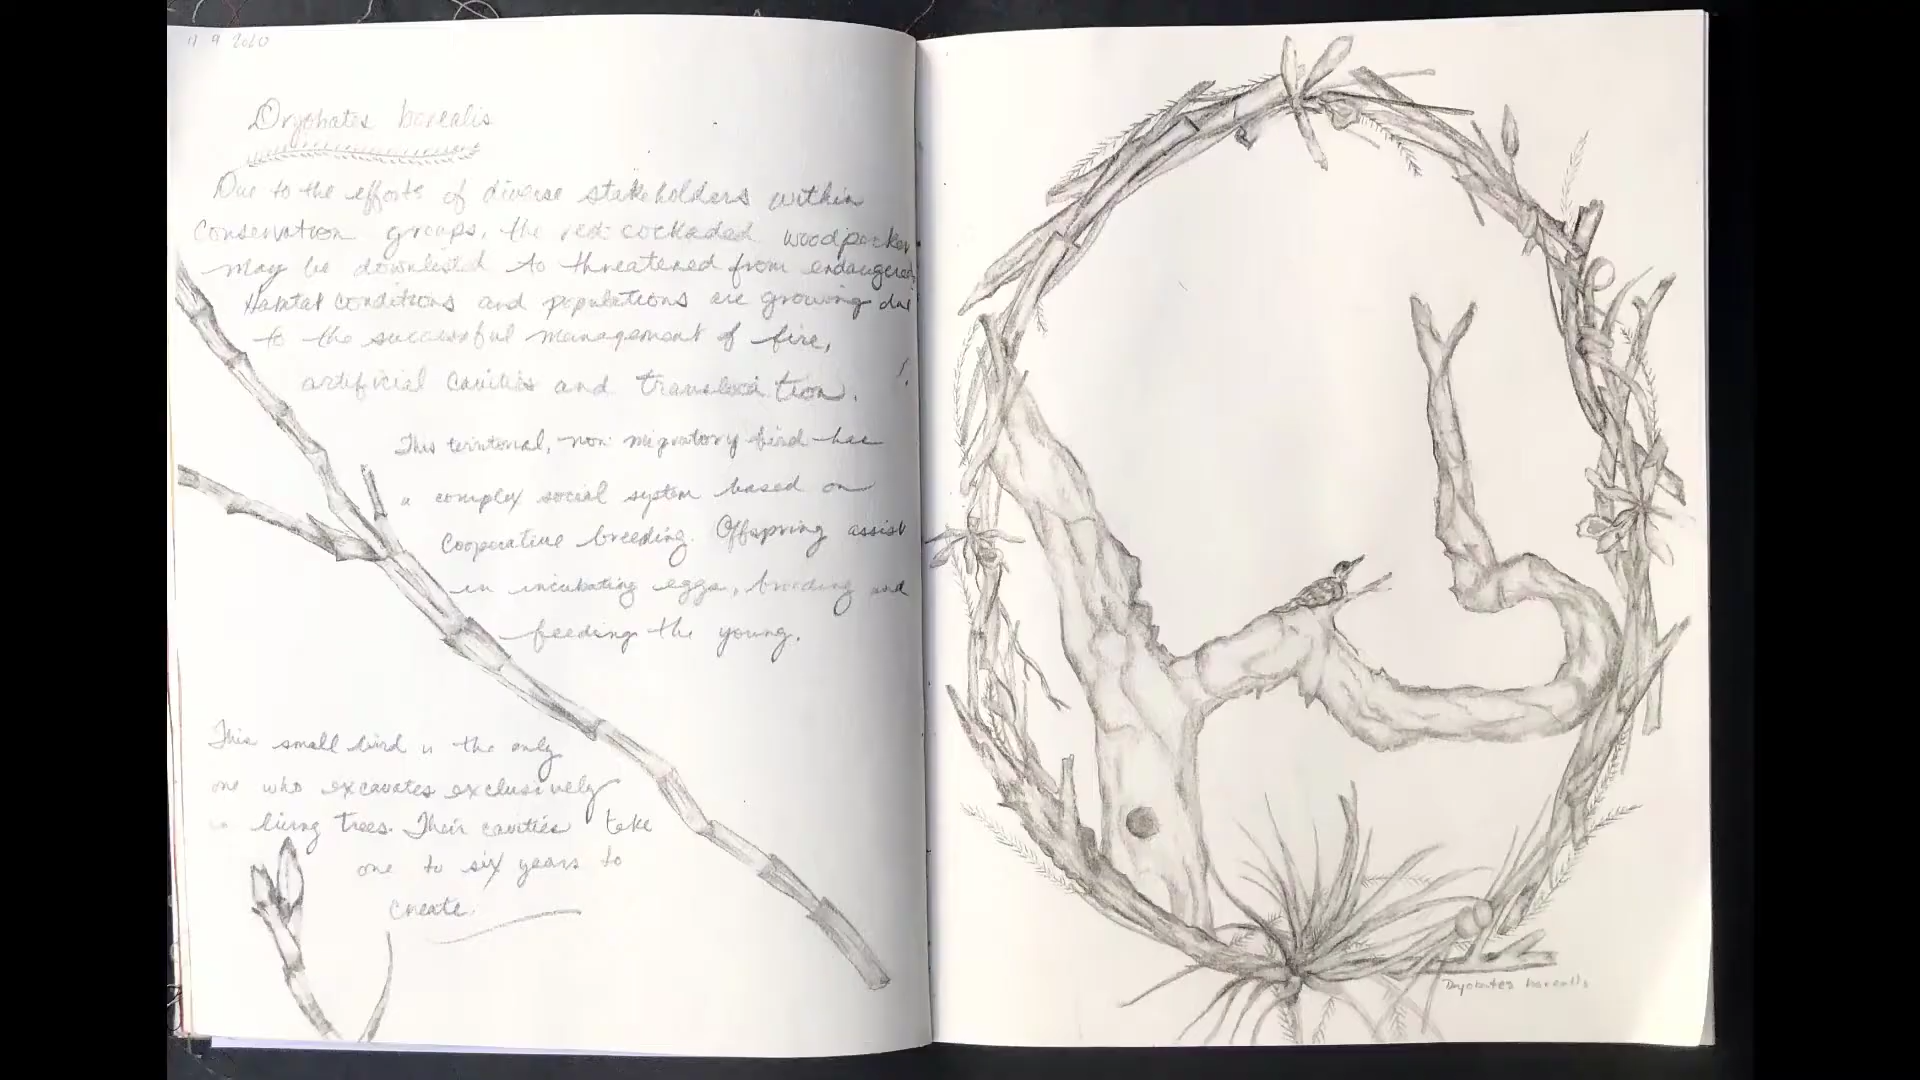 11 9 2020
Dryobates borealis
Due to the efforts of diverse stakeholders within
Conservation groups, the red-cockaded woodpecker
may be downlisted to threatened from endangered.
Habitat conditions and populations are growing due
to the successful management of fire,
artificial cavities and translocation.
This territorial, non-migratory bird has
a complex social system based on
Cooperative breeding. Offspring assist
in incubating eggs, brooding and
feeding the young.
This small bird is the only
one who excavates exclusively
in living trees. Their cavities take
one to six years to
create.
Dryobates borealis